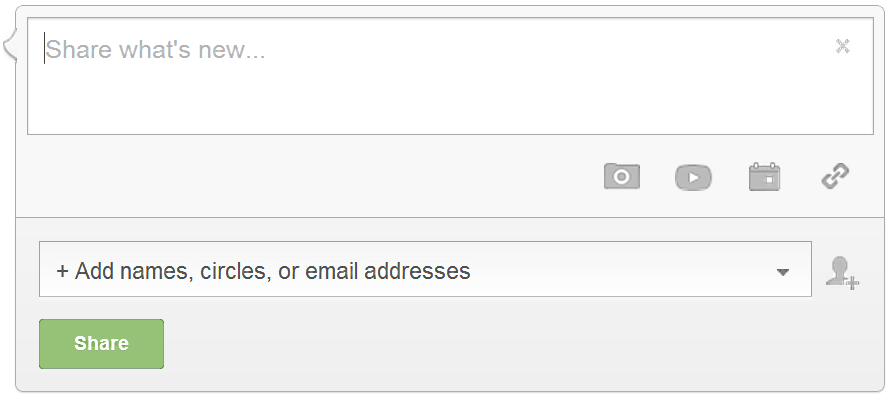 Share what's new...
+ Add names, circles, or email addresses
Share